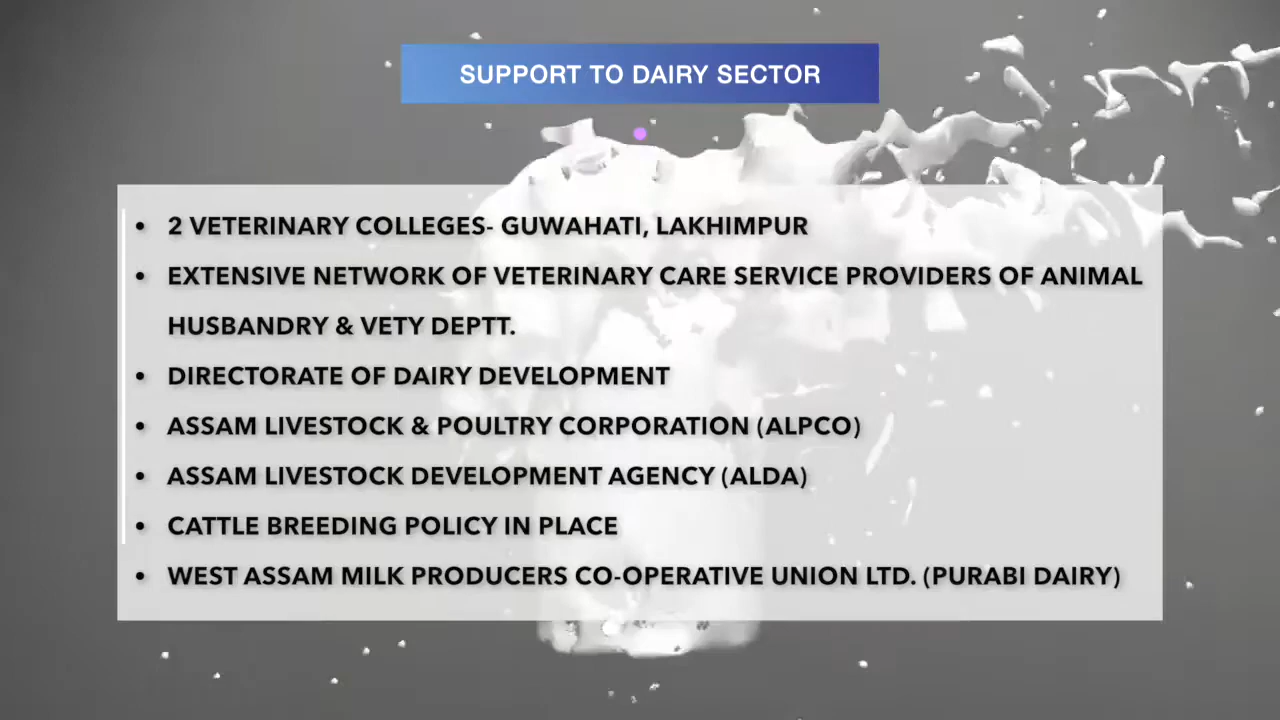 SUPPORT TO DAIRY SECTOR
• 2 VETERINARY COLLEGES- GUWAHATI, LAKHIMPUR
• EXTENSIVE NETWORK OF VETERINARY CARE SERVICE PROVIDERS OF ANIMAL
HUSBANDRY & VETY DEPTT.
• DIRECTORATE OF DAIRY DEVELOPMENT
• ASSAM LIVESTOCK & POULTRY CORPORATION (ALPCO)
• ASSAM LIVESTOCK DEVELOPMENT AGENCY (ALDA)
• CATTLE BREEDING POLICY IN PLACE
• WEST ASSAM MILK PRODUCERS CO-OPERATIVE UNION LTD. (PURABI DAIRY)